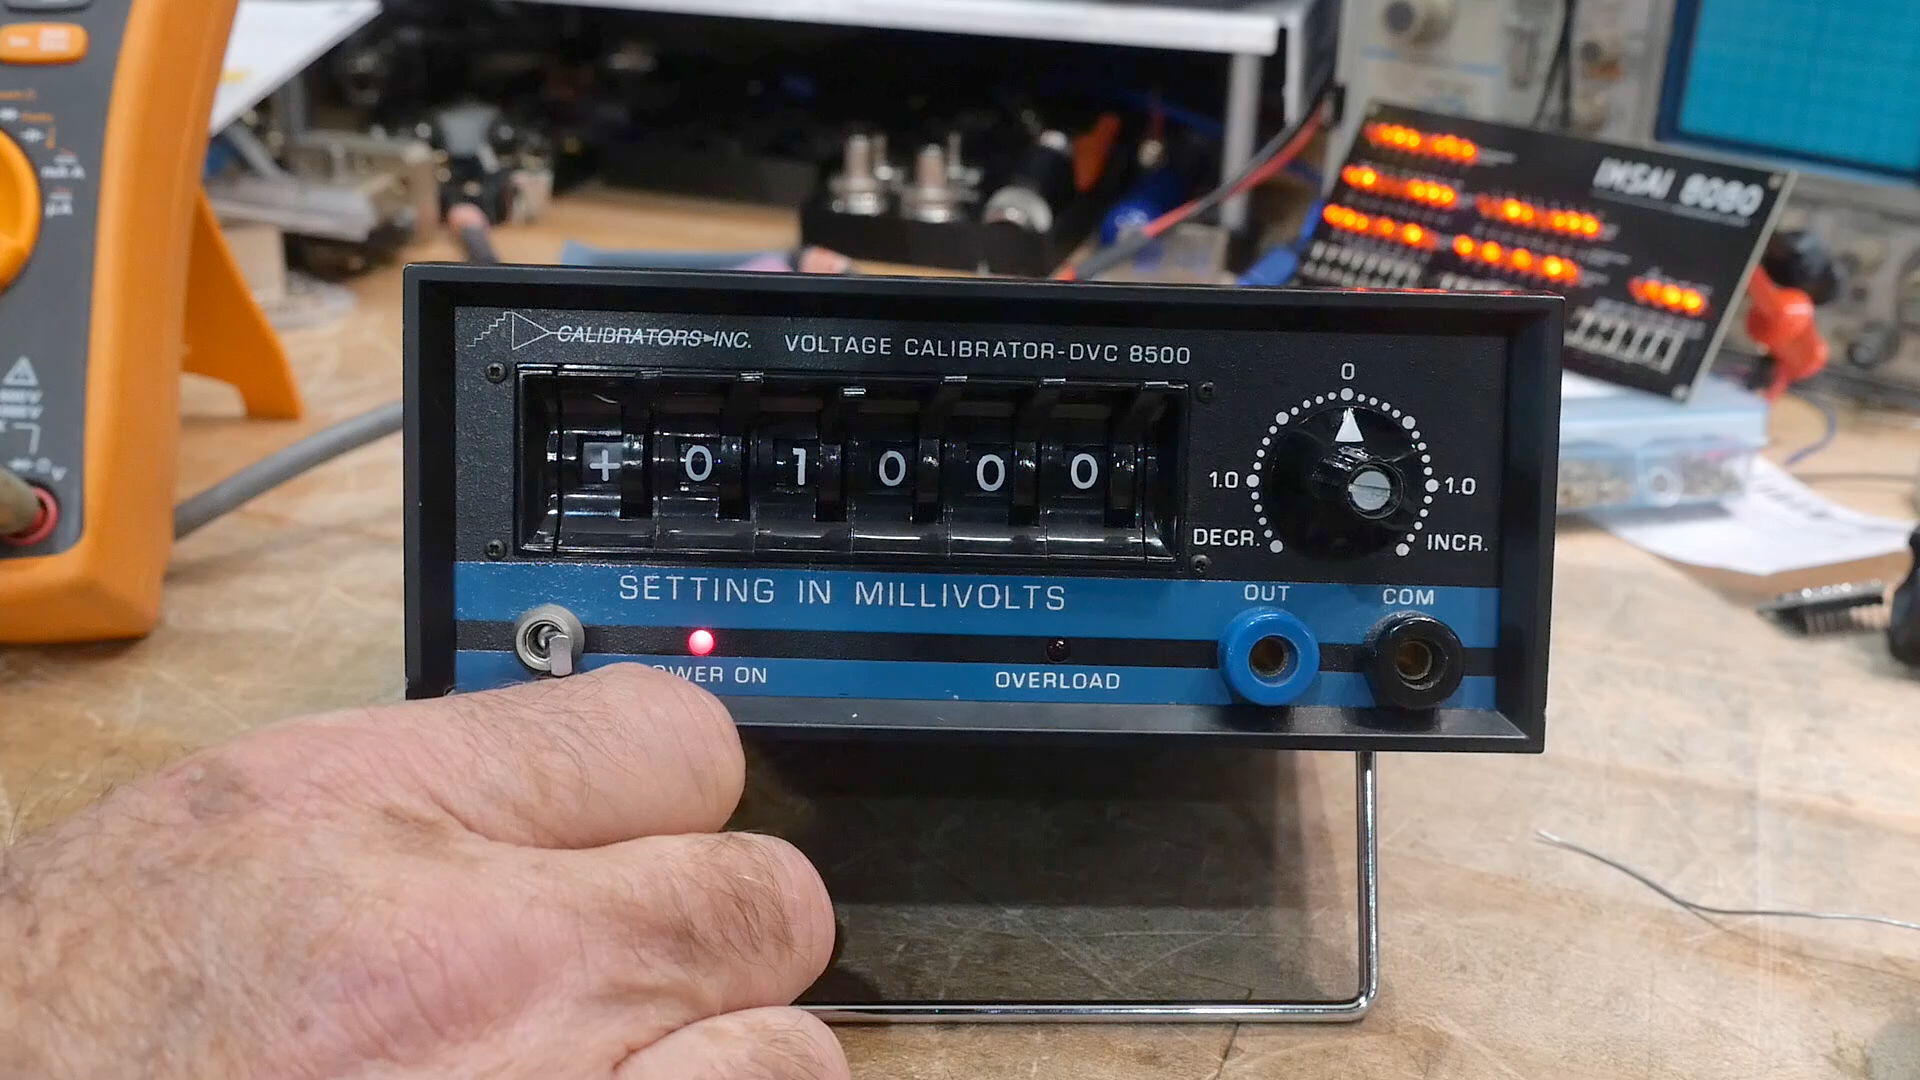 IMSAI 8080
CALIBRATORS INC.
VOLTAGE CALIBRATOR-DVC 8500
+ 0 1 0 0 0
0
1.0
1.0
DECR.
INCR.
SETTING IN MILLIVOLTS
OUT
COM
OWER ON
OVERLOAD